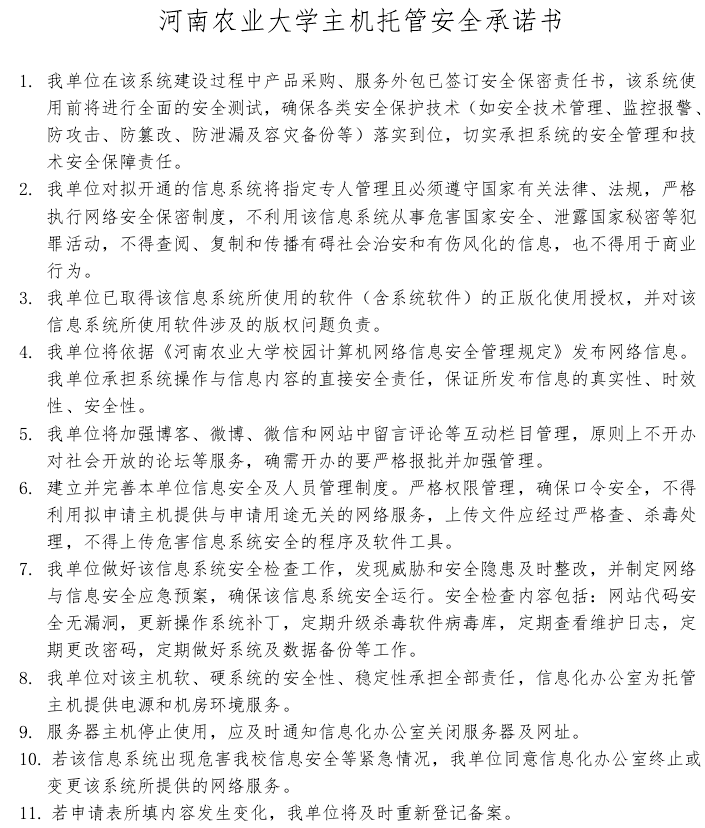 河南农业大学主机托管安全承诺书
1. 我单位在该系统建设过程中产品采购、服务外包已签订安全保密责任书，该系统使
用前将进行全面的安全测试，确保各类安全保护技术（如安全技术管理、监控报警、
防攻击、防篡改、防泄漏及容灾备份等）落实到位，切实承担系统的安全管理和技
术安全保障责任。
2. 我单位对拟开通的信息系统将指定专人管理且必须遵守国家有关法律、法规，严格
执行网络安全保密制度，不利用该信息系统从事危害国家安全、泄露国家秘密等犯
罪活动，不得查阅、复制和传播有碍社会治安和有伤风化的信息，也不得用于商业
行为。
3. 我单位已取得该信息系统所使用的软件（含系统软件）的正版化使用授权，并对该
信息系统所使用软件涉及的版权问题负责。
4. 我单位将依据《河南农业大学校园计算机网络信息安全管理规定》发布网络信息。
我单位承担系统操作与信息内容的直接安全责任，保证所发布信息的真实性、时效
性、安全性。
5. 我单位将加强博客、微博、微信和网站中留言评论等互动栏目管理，原则上不开办
对社会开放的论坛等服务，确需开办的要严格报批并加强管理。
6. 建立并完善本单位信息安全及人员管理制度。严格权限管理，确保口令安全，不得
利用拟申请主机提供与申请用途无关的网络服务，上传文件应经过严格查、杀毒处
理，不得上传危害信息系统安全的程序及软件工具。
7. 我单位做好该信息系统安全检查工作，发现威胁和安全隐患及时整改，并制定网络
与信息安全应急预案，确保该信息系统安全运行。安全检查内容包括：网站代码安
全无漏洞，更新操作系统补丁，定期升级杀毒软件病毒库，定期查看维护日志，定
期更改密码，定期做好系统及数据备份等工作。
8. 我单位对该主机软、硬系统的安全性、稳定性承担全部责任，信息化办公室为托管
主机提供电源和机房环境服务。
9. 服务器主机停止使用，应及时通知信息化办公室关闭服务器及网址。
10. 若该信息系统出现危害我校信息安全等紧急情况，我单位同意信息化办公室终止或
变更该系统所提供的网络服务。
11. 若申请表所填内容发生变化，我单位将及时重新登记备案。